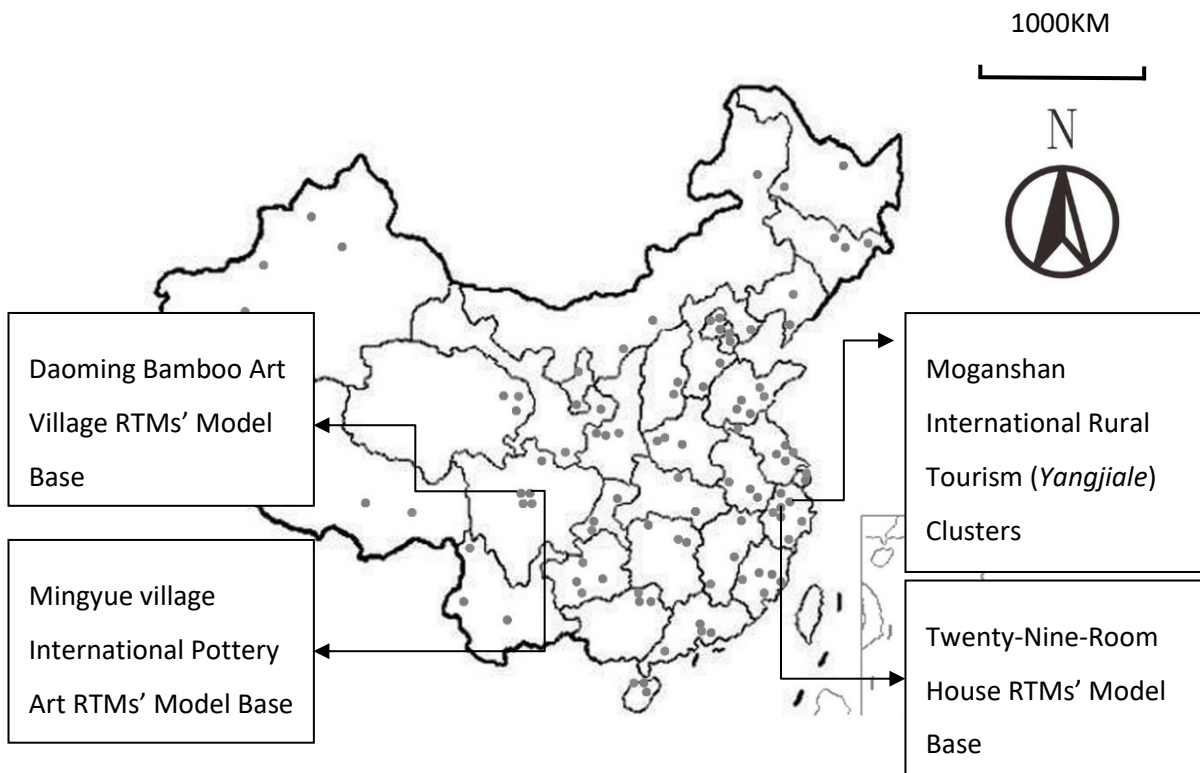 1000KM
N
Daoming Bamboo Art
Village RTMs’ Model
Base
Mingyue village
International Pottery
Art RTMs’ Model Base
Moganshan
International Rural
Tourism (Yangjiale)
Clusters
Twenty-Nine-Room
House RTMs’ Model
Base